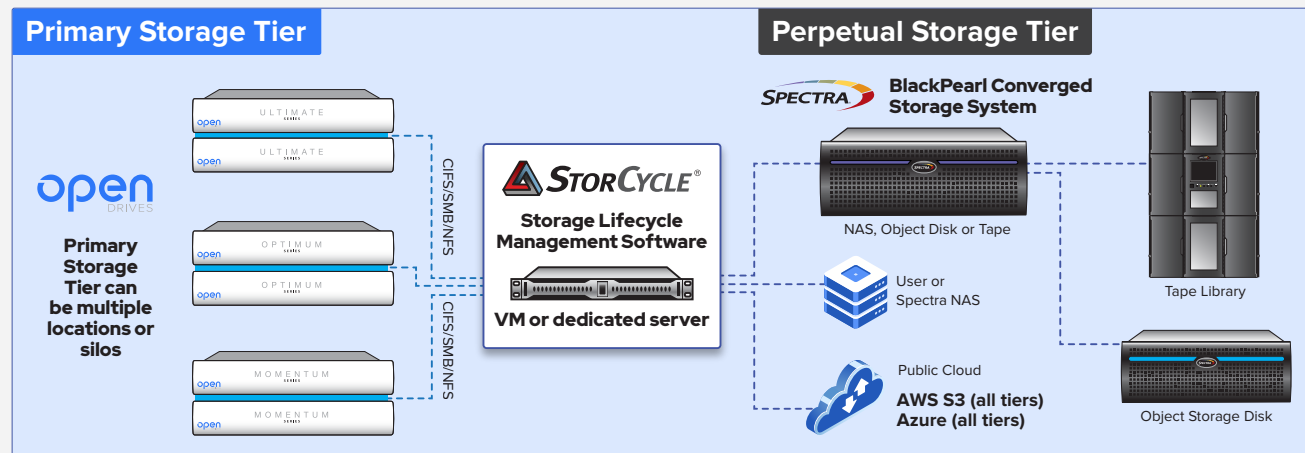 Primary Storage Tier
Perpetual Storage Tier
open
DRIVES
Primary
Storage
Tier can
be multiple
locations or
silos
ULTIMATE
SERIES
open
ULTIMATE
SERIES
open
OPTIMUM
SERIES
open
OPTIMUM
SERIES
open
MOMENTUM
SERIES
open
MOMENTUM
SERIES
open
CIFS/SMB/NFS
CIFS/SMB/NFS
STORCYCLE®
Storage Lifecycle
Management Software
VM or dedicated server
SPECTRA
BlackPearl Converged
Storage System
SPECTRA
NAS, Object Disk or Tape
User or
Spectra NAS
Public Cloud
AWS S3 (all tiers)
Azure (all tiers)
Tape Library
SPECTRA
Object Storage Disk